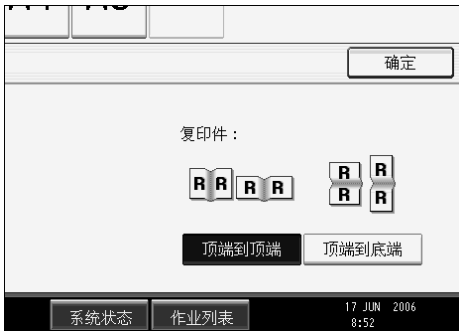 确定
复印件：
R R R R R R R R
顶端到顶端 顶端到底端
系统状态 作业列表 17 JUN 2006
8:52